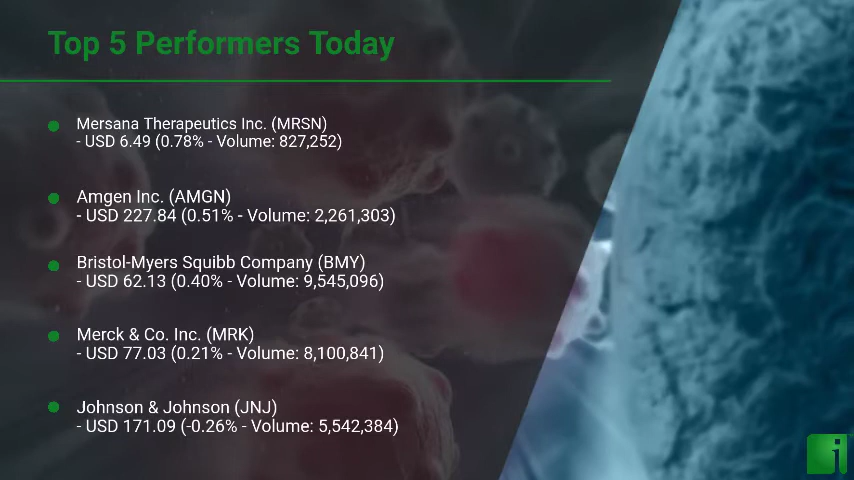 Top 5 Performers Today
Mersana Therapeutics Inc. (MRSN)
- USD 6.49 (0.78% - Volume: 827,252)
Amgen Inc. (AMGN)
- USD 227.84 (0.51% - Volume: 2,261,303)
Bristol-Myers Squibb Company (BMY)
- USD 62.13 (0.40% - Volume: 9,545,096)
Merck & Co. Inc. (MRK)
- USD 77.03 (0.21% - Volume: 8,100,841)
Johnson & Johnson (JNJ)
- USD 171.09 (-0.26% - Volume: 5,542,384)
i